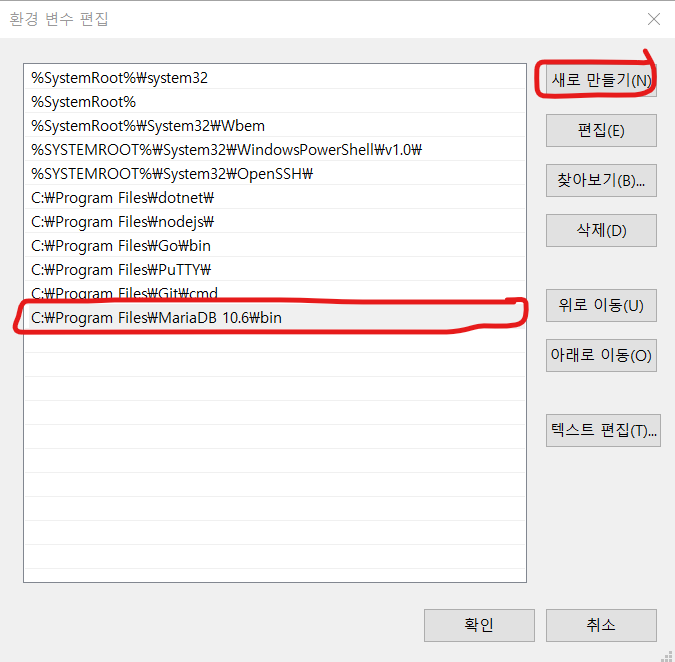 환경 변수 편집
%SystemRoot%₩system32
%SystemRoot%
%SystemRoot%₩System32₩Wbem
%SYSTEMROOT%₩System32₩WindowsPowerShell₩v1.0₩
%SYSTEMROOT%₩System32₩OpenSSH₩
C:₩Program Files₩dotnet₩
C:₩Program Files₩nodejs₩
C:₩Program Files₩Go₩bin
C:₩Program Files₩PuTTY₩
C:₩Program Files₩Git₩cmd
C:₩Program Files₩MariaDB 10.6₩bin
새로 만들기(N)
편집(E)
찾아보기(B)...
삭제(D)
위로 이동(U)
아래로 이동(O)
텍스트 편집(T)...
확인
취소